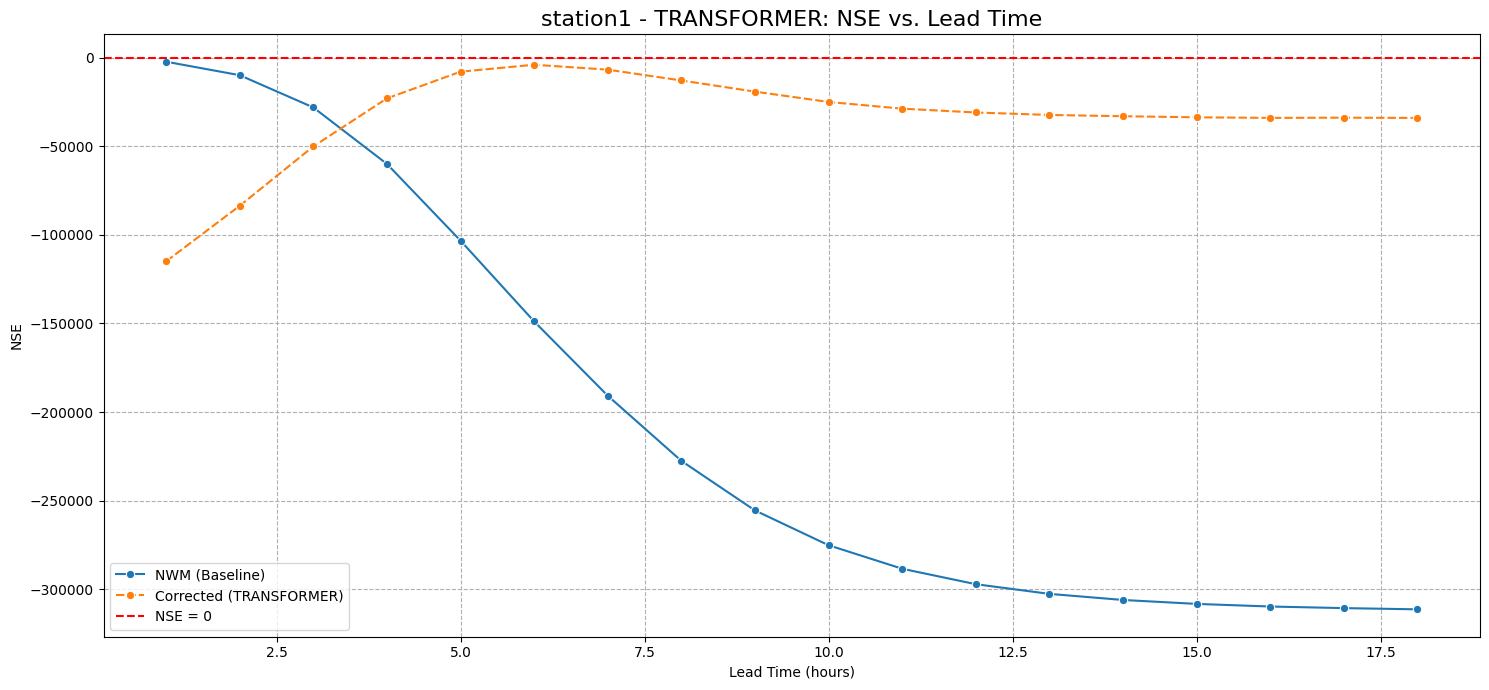 station1 - TRANSFORMER: NSE vs. Lead Time
NSE
0
−50000
−100000
−150000
−200000
−250000
−300000
NWM (Baseline)
Corrected (TRANSFORMER)
NSE = 0
2.5 5.0 7.5 10.0 12.5 15.0 17.5
Lead Time (hours)